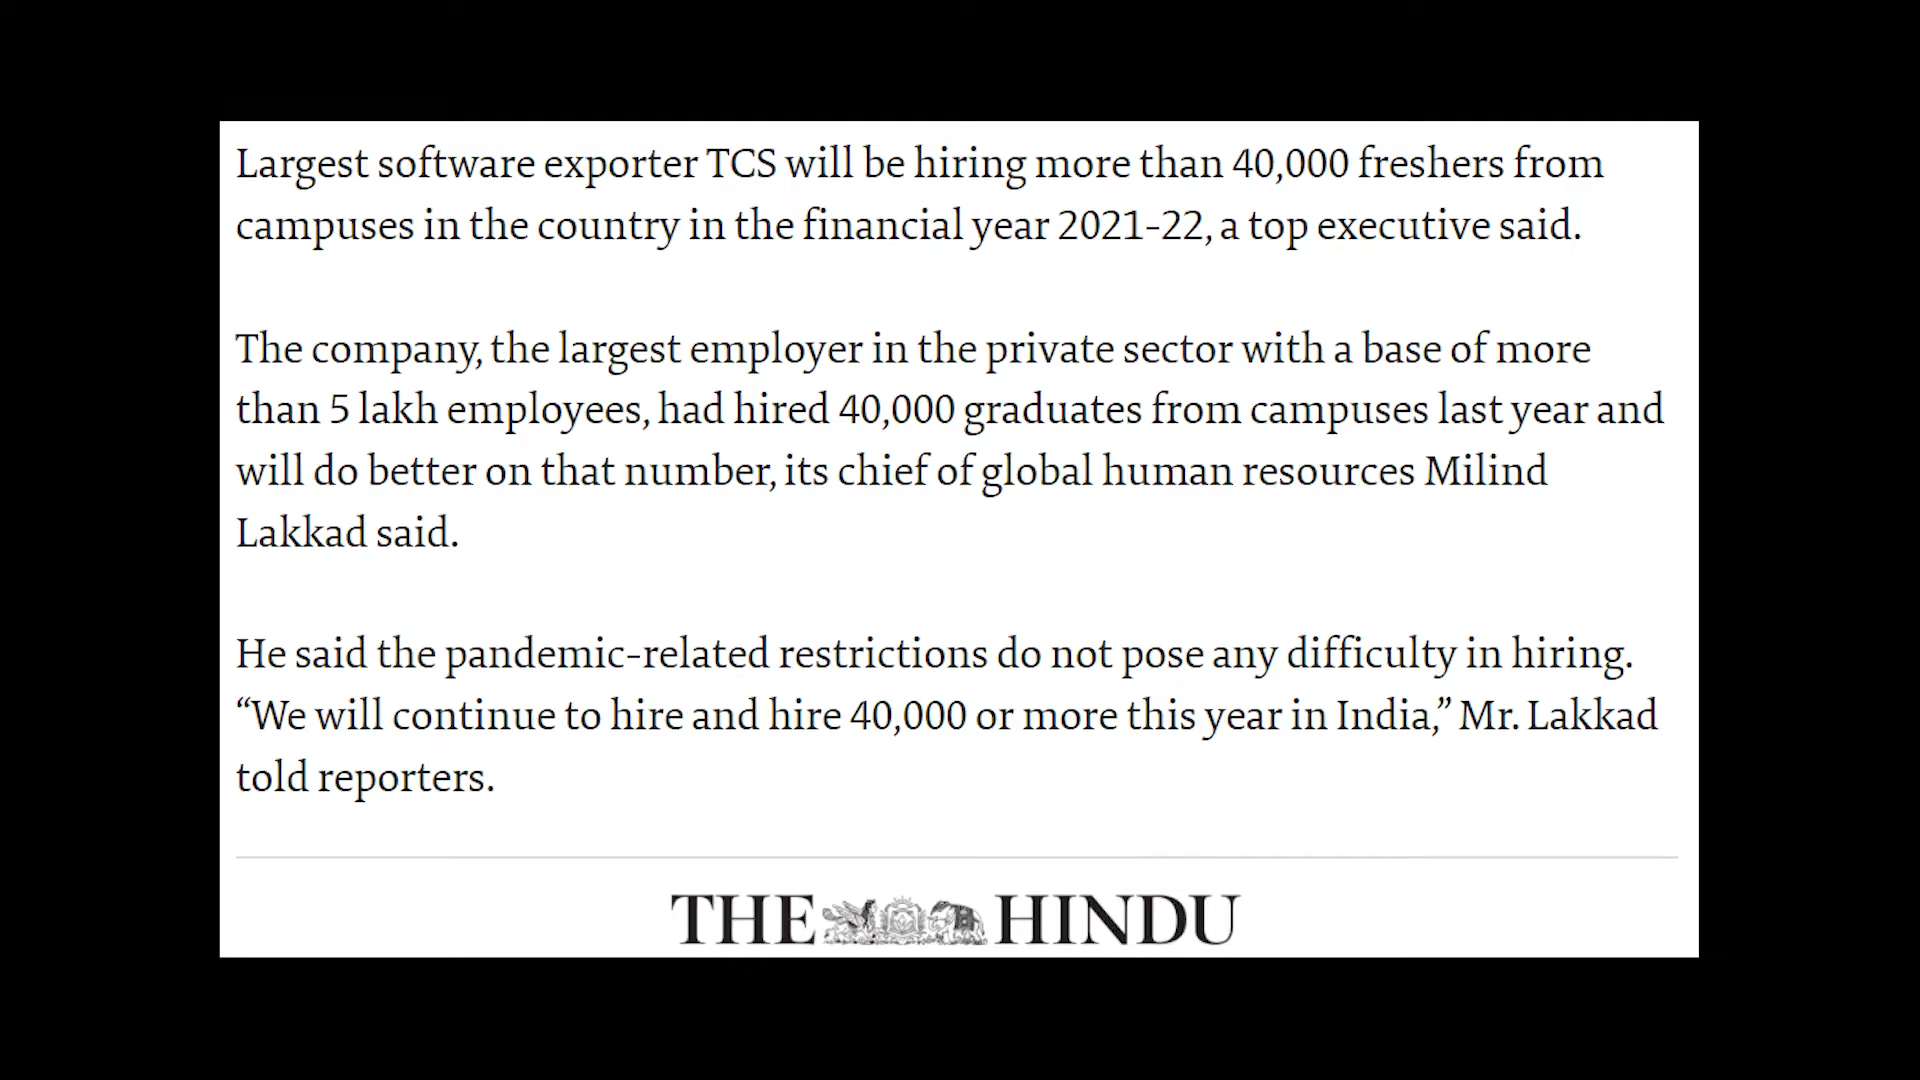 Largest software exporter TCS will be hiring more than 40,000 freshers from
campuses in the country in the financial year 2021-22, a top executive said.
The company, the largest employer in the private sector with a base of more
than 5 lakh employees, had hired 40,000 graduates from campuses last year and
will do better on that number, its chief of global human resources Milind
Lakkad said.
He said the pandemic-related restrictions do not pose any difficulty in hiring.
“We will continue to hire and hire 40,000 or more this year in India,” Mr. Lakkad
told reporters.
THE HINDU